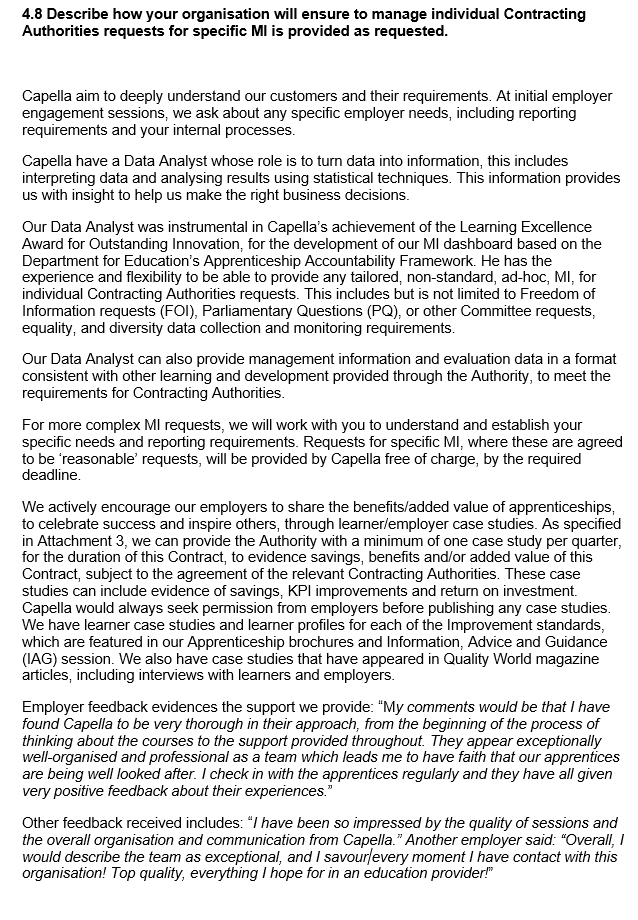 4.8 Describe how your organisation will ensure to manage individual Contracting
Authorities requests for specific MI is provided as requested.
Capella aim to deeply understand our customers and their requirements. At initial employer
engagement sessions, we ask about any specific employer needs, including reporting
requirements and your internal processes.
Capella have a Data Analyst whose role is to turn data into information, this includes
interpreting data and analysing results using statistical techniques. This information provides
us with insight to help us make the right business decisions.
Our Data Analyst was instrumental in Capella's achievement of the Learning Excellence
Award for Outstanding Innovation, for the development of our MI dashboard based on the
Department for Education's Apprenticeship Accountability Framework. He has the
experience and flexibility to be able to provide any tailored, non-standard, ad-hoc, MI, for
individual Contracting Authorities requests. This includes but is not limited to Freedom of
Information requests (FOI), Parliamentary Questions (PQ), or other Committee requests,
equality, and diversity data collection and monitoring requirements.
Our Data Analyst can also provide management information and evaluation data in a format
consistent with other learning and development provided through the Authority, to meet the
requirements for Contracting Authorities.
For more complex MI requests, we will work with you to understand and establish your
specific needs and reporting requirements. Requests for specific MI, where these are agreed
to be 'reasonable' requests, will be provided by Capella free of charge, by the required
deadline.
We actively encourage our employers to share the benefits/added value of apprenticeships,
to celebrate success and inspire others, through learner/employer case studies. As specified
in Attachment 3, we can provide the Authority with a minimum of one case study per quarter,
for the duration of this Contract, to evidence savings, benefits and/or added value of this
Contract, subject to the agreement of the relevant Contracting Authorities. These case
studies can include evidence of savings, KPI improvements and return on investment.
Capella would always seek permission from employers before publishing any case studies.
We have learner case studies and learner profiles for each of the Improvement standards,
which are featured in our Apprenticeship brochures and Information, Advice and Guidance
(IAG) session. We also have case studies that have appeared in Quality World magazine
articles, including interviews with learners and employers.
Employer feedback evidences the support we provide: "My comments would be that I have
found Capella to be very thorough in their approach, from the beginning of the process of
thinking about the courses to the support provided throughout. They appear exceptionally
well-organised and professional as a team which leads me to have faith that our apprentices
are being well looked after. I check in with the apprentices regularly and they have all given
very positive feedback about their experiences."
Other feedback received includes: "I have been so impressed by the quality of sessions and
the overall organisation and communication from Capella." Another employer said: "Overall, I
would describe the team as exceptional, and I savour every moment I have contact with this
organisation! Top quality, everything I hope for in an education provider!"